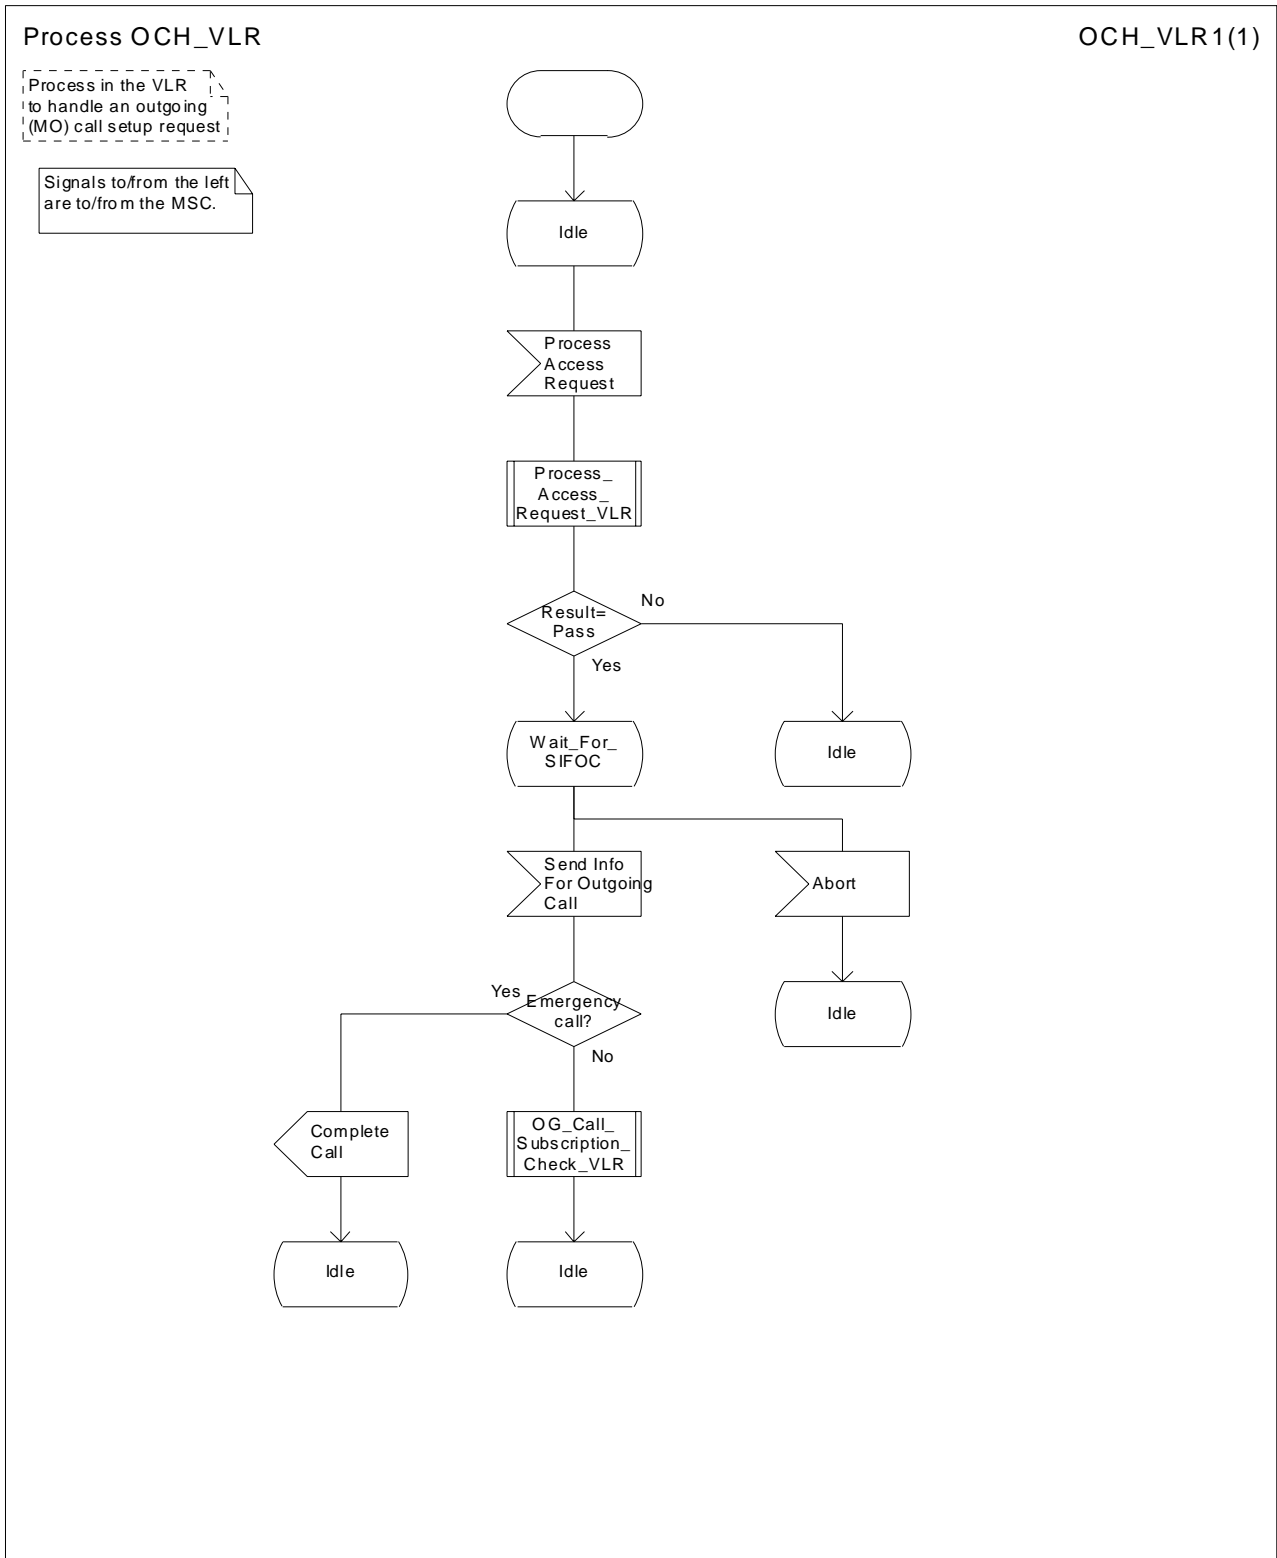 Process OCH_VLR
OCH_VLR1(1)
Process in the VLR
to handle an outgoing
(MO) call setup request
Signals to/from the left
are to/from the MSC.
Idle
Process
Access
Request
Process_
Access_
Request_VLR
Result=
Pass
No
Yes
Wait_For_
SIFOC
Idle
Send Info
For Outgoing
Call
Abort
Yes
Emergency
call?
No
Idle
Complete
Call
OG_Call_
Subscription_
Check_VLR
Idle
Idle